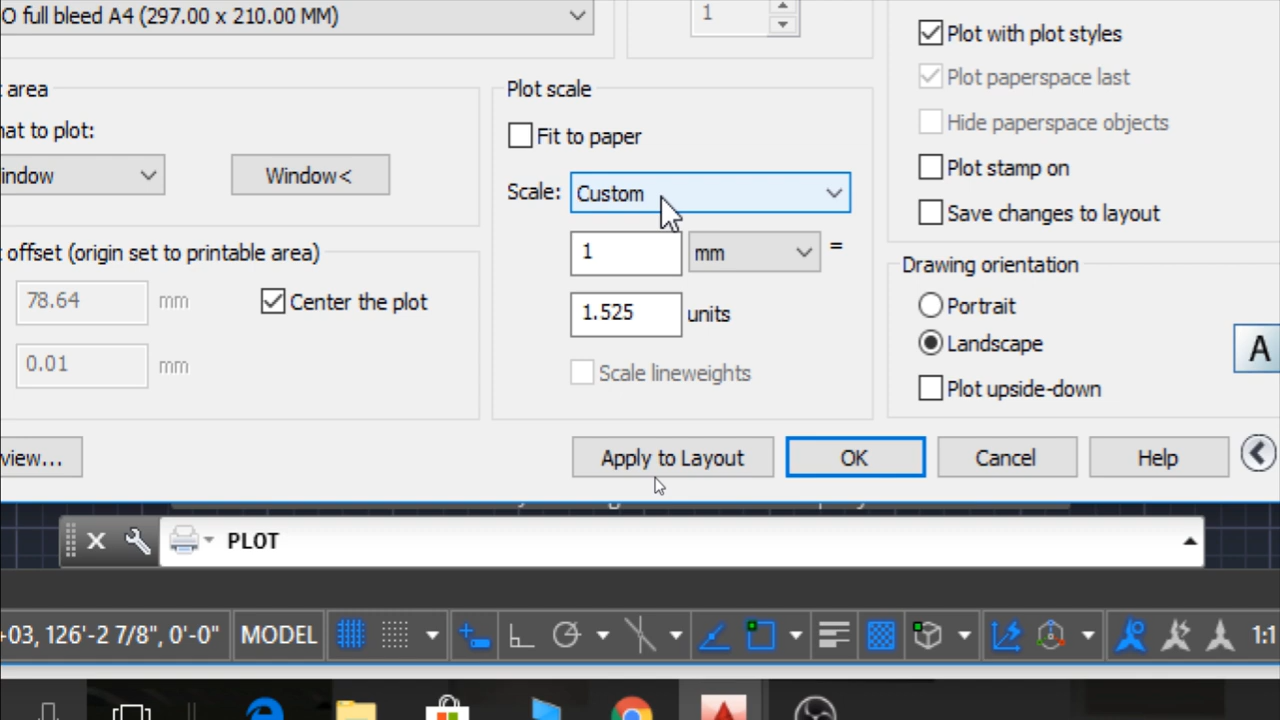 O full bleed A4 (297.00 x 210.00 MM)
1
Plot with plot styles
Plot paperspace last
Hide paperspace objects
Plot stamp on
Save changes to layout
area
hat to plot:
indow
Window<
Plot scale
Fit to paper
Scale: Custom
1 mm =
1.525 units
Scale lineweights
offset (origin set to printable area)
78.64 mm
Center the plot
0.01 mm
Drawing orientation
Portrait
Landscape
A
Plot upside-down
view...
Apply to Layout
OK
Cancel
Help
PLOT
+03, 126'-2 7/8", 0'-0" MODEL
1:1